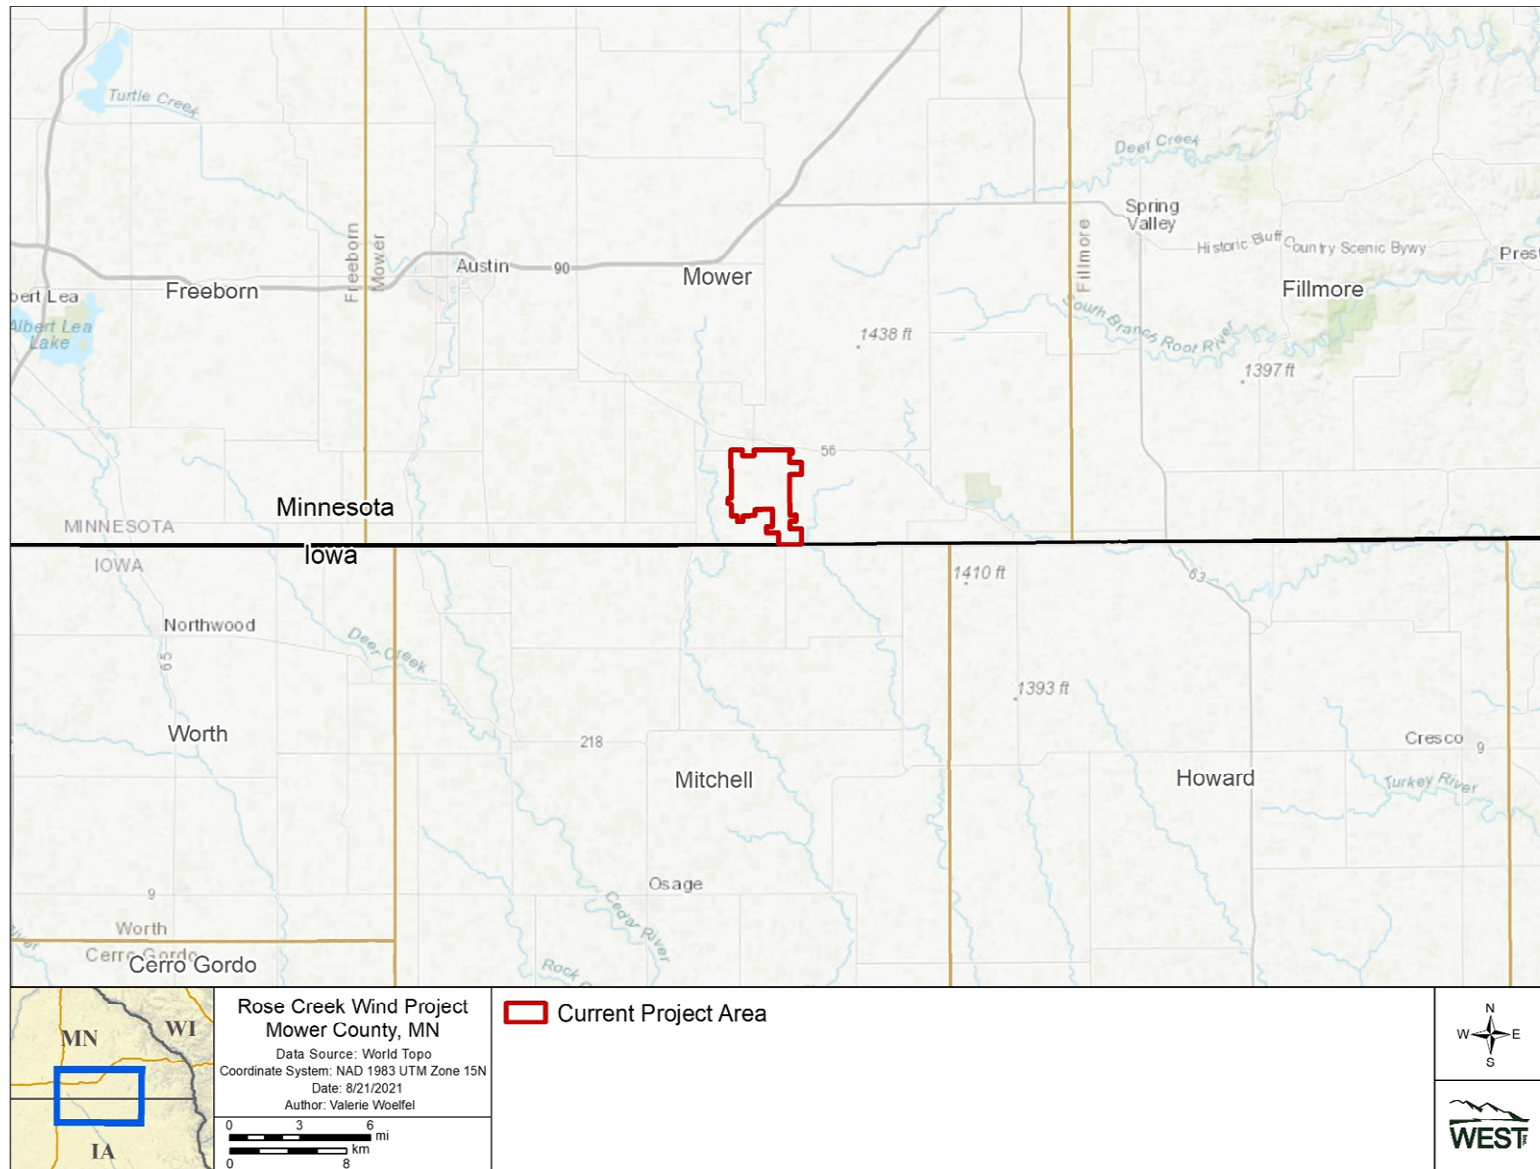 Turtle Creek
Deer Creek
Spring
Valley
Historic Bluff Country Scenic Bywy
Pres
Freeborn
Mower
Fillmore
Austin
90
Mower
Freeborn
Fillmore
bert Lea
Albert Lea
Lake
South Branch Root River
1438 ft
1397 ft
56
Minnesota
MINNESOTA
Iowa
IOWA
1410 ft
63
Northwood
65
Deer Creek
1393 ft
Worth
218
Mitchell
Howard
Cresco
9
Turkey River
Osage
9
Cedar River
Worth
Cerro Gordo
Cerro Gordo
River
Rock
MN
WI
IA
Rose Creek Wind Project
Mower County, MN
Data Source: World Topo
Coordinate System: NAD 1983 UTM Zone 15N
Date: 8/21/2021
Author: Valerie Woelfel
0 3 6
mi
km
0 8
Current Project Area
N
W E
S
WEST